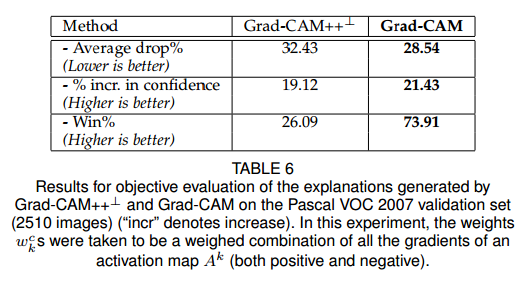 Method Grad-CAM++⊥ Grad-CAM
- Average drop% 32.43 28.54
(Lower is better)
- % incr. in confidence 19.12 21.43
(Higher is better)
- Win% 26.09 73.91
(Higher is better)
TABLE 6
Results for objective evaluation of the explanations generated by
Grad-CAM++⊥ and Grad-CAM on the Pascal VOC 2007 validation set
(2510 images) (“incr” denotes increase). In this experiment, the weights
w_k^c s were taken to be a weighed combination of all the gradients of an
activation map A^k (both positive and negative).